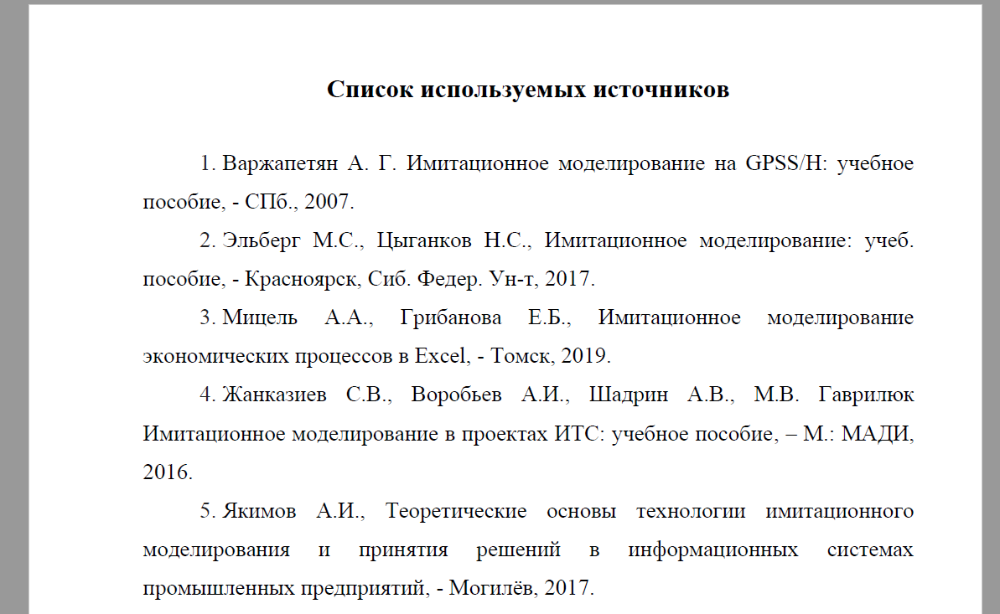 Список используемых источников
1. Варжапетян А. Г. Имитационное моделирование на GPSS/H: учебное
пособие, - СПб., 2007.
2. Эльберг М.С., Цыганков Н.С., Имитационное моделирование: учеб.
пособие, - Красноярск, Сиб. Федер. Ун-т, 2017.
3. Мицель А.А., Грибанова Е.Б., Имитационное моделирование
экономических процессов в Excel, - Томск, 2019.
4. Жанказиев С.В., Воробьев А.И., Шадрин А.В., М.В. Гаврилюк
Имитационное моделирование в проектах ИТС: учебное пособие, – М.: МАДИ,
2016.
5. Якимов А.И., Теоретические основы технологии имитационного
моделирования и принятия решений в информационных системах
промышленных предприятий, - Могилёв, 2017.